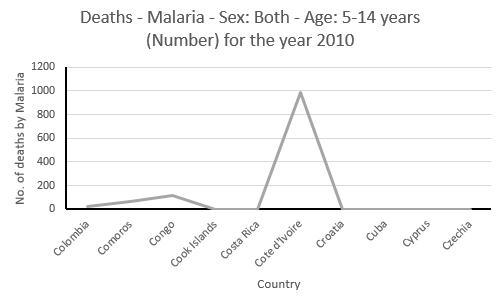 Deaths - Malaria - Sex: Both - Age: 5-14 years
(Number) for the year 2010
No. of deaths by Malaria
1200
1000
800
600
400
200
0
Colombia
Comoros
Congo
Cook Islands
Costa Rica
Cote d'Ivoire
Croatia
Cuba
Cyprus
Czechia
Country